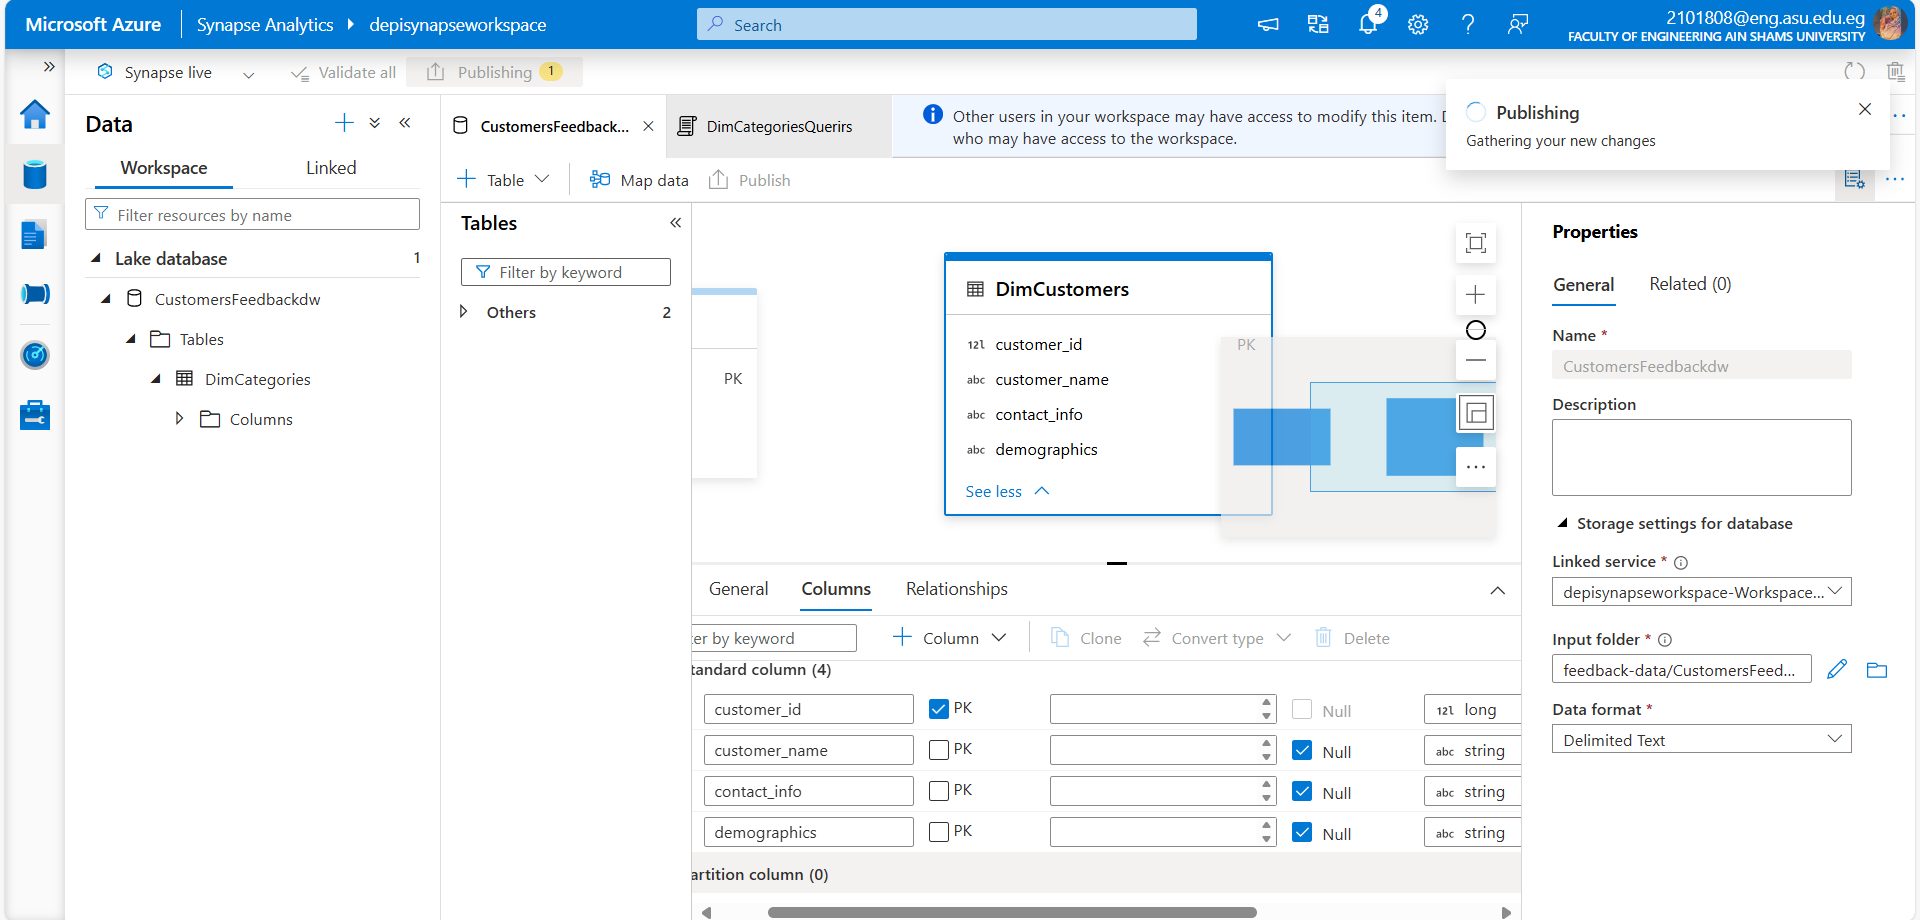 Microsoft Azure
Synapse Analytics
depisynapseworkspace
Search
4
2101808@eng.asu.edu.eg
FACULTY OF ENGINEERING AIN SHAMS UNIVERSITY
Synapse live
Validate all
Publishing 1
Data
Workspace
Linked
Filter resources by name
Lake database 1
CustomersFeedbackdw
Tables
DimCategories
Columns
CustomersFeedback...
DimCategoriesQuerirs
Other users in your workspace may have access to modify this item. D
who may have access to the workspace.
Publishing
Gathering your new changes
Table
Map data
Publish
Tables
Filter by keyword
Others 2
PK
DimCustomers
12l customer_id PK
abc customer_name
abc contact_info
abc demographics
See less
General
Columns
Relationships
er by keyword
Column
Clone
Convert type
Delete
tandard column (4)
customer_id PK Null 12l long
customer_name PK Null abc string
contact_info PK Null abc string
demographics PK Null abc string
artition column (0)
Properties
General
Related (0)
Name *
CustomersFeedbackdw
Description
Storage settings for database
Linked service *
depisynapseworkspace-Workspace...
Input folder *
feedback-data/CustomersFeed...
Data format *
Delimited Text